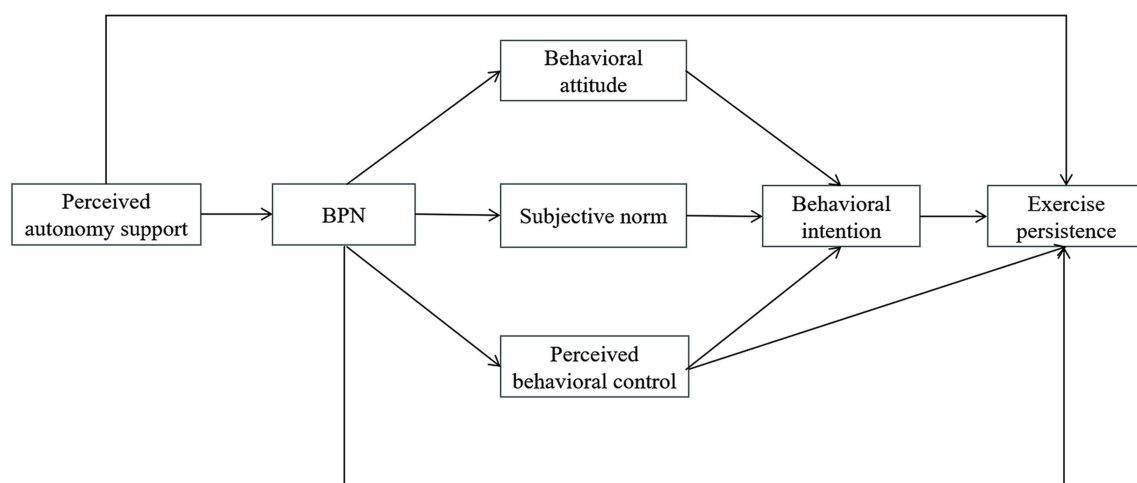 Behavioral
attitude
Perceived
autonomy support
BPN
Subjective norm
Behavioral
intention
Exercise
persistence
Perceived
behavioral control